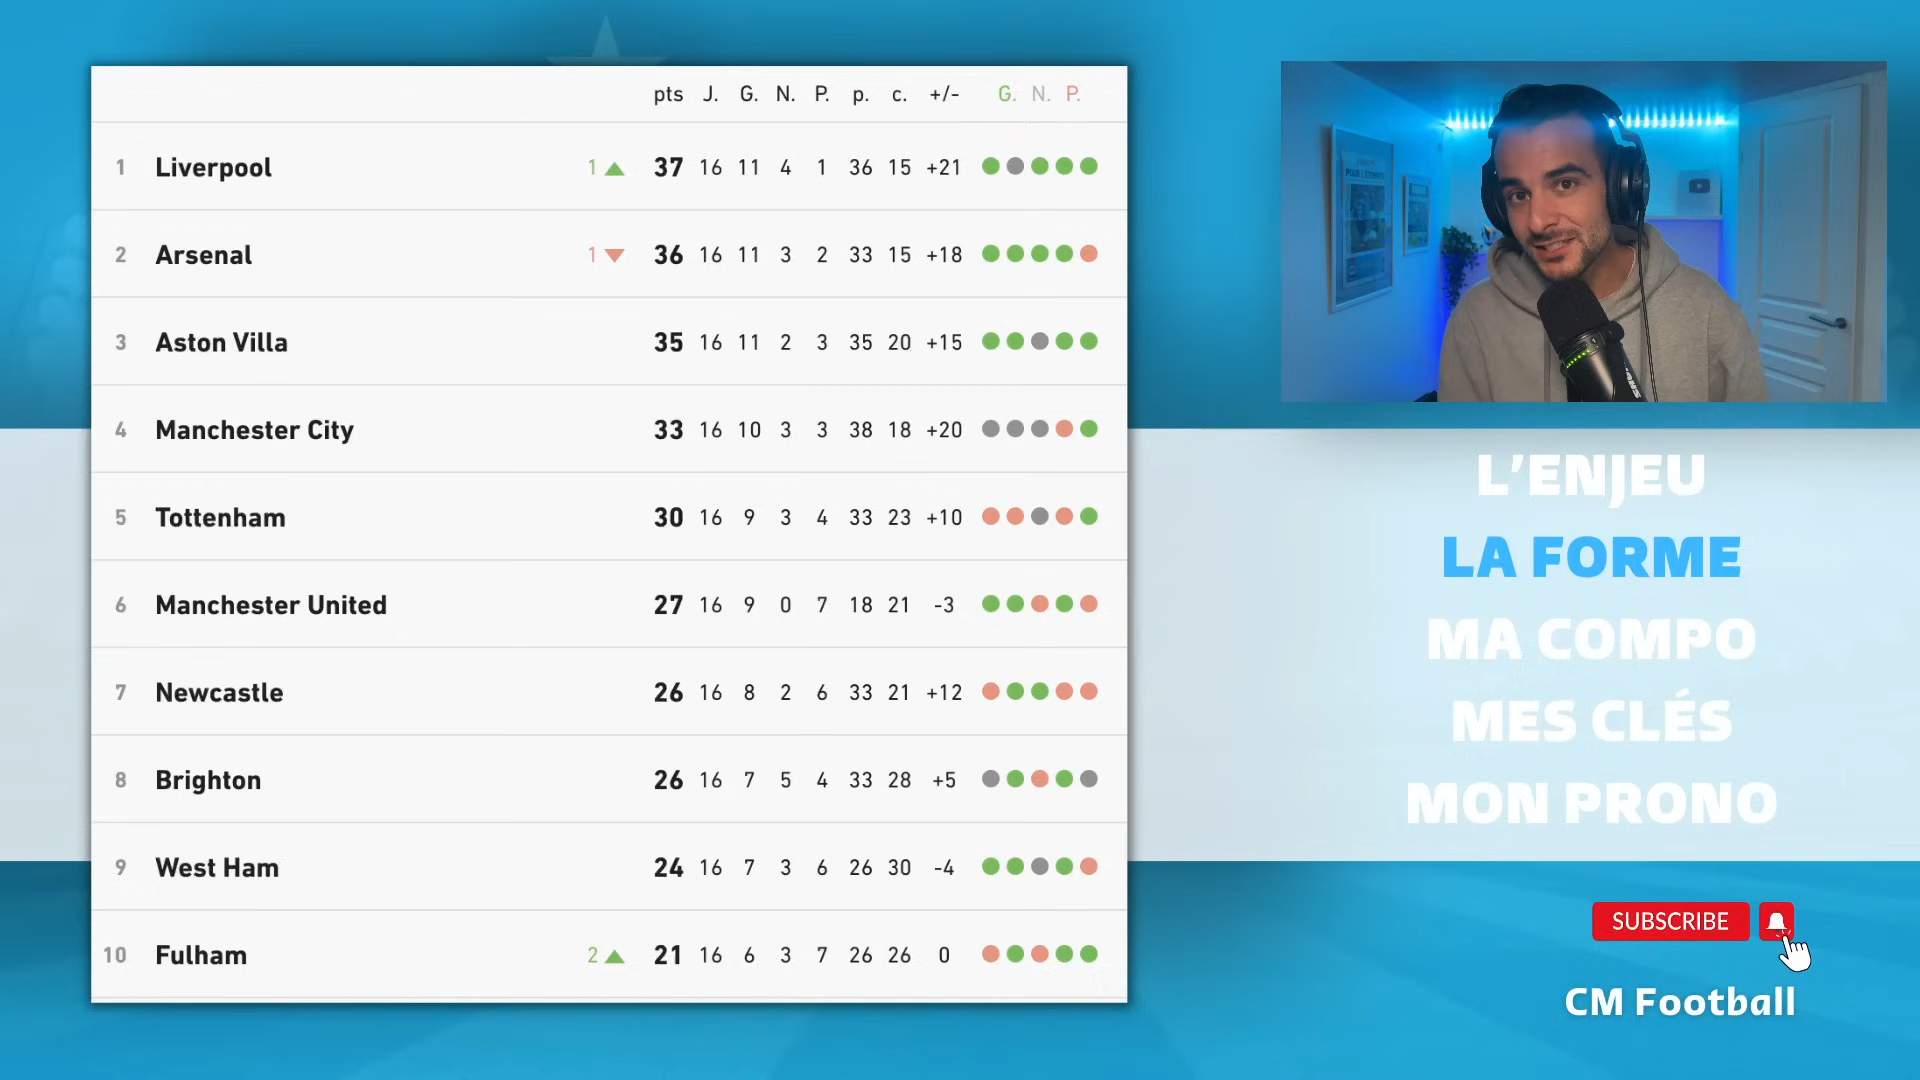 pts J. G. N. P. p. c. +/- G. N. P.
1 Liverpool 1 37 16 11 4 1 36 15 +21
2 Arsenal 1 36 16 11 3 2 33 15 +18
3 Aston Villa 35 16 11 2 3 35 20 +15
4 Manchester City 33 16 10 3 3 38 18 +20
5 Tottenham 30 16 9 3 4 33 23 +10
6 Manchester United 27 16 9 0 7 18 21 -3
7 Newcastle 26 16 8 2 6 33 21 +12
8 Brighton 26 16 7 5 4 33 28 +5
9 West Ham 24 16 7 3 6 26 30 -4
10 Fulham 2 21 16 6 3 7 26 26 0
L'ENJEU
LA FORME
MA COMPO
MES CLÉS
MON PRONO
SUBSCRIBE
CM Football